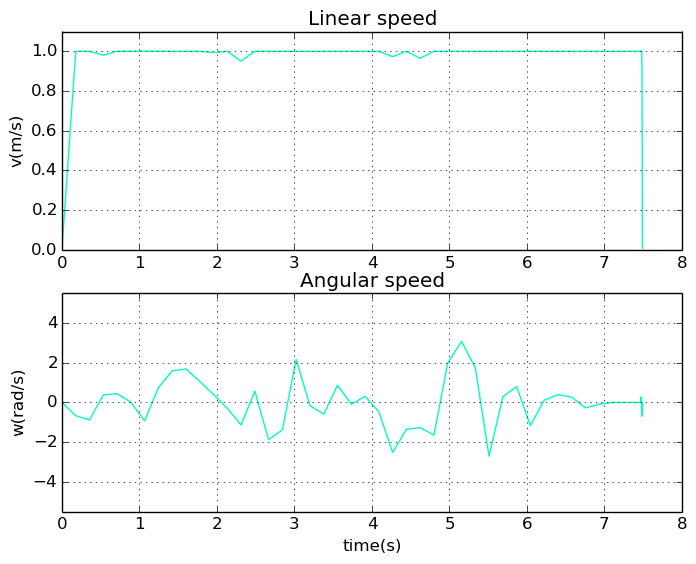 Linear speed
v(m/s)
1.0
0.8
0.6
0.4
0.2
0.0
0 1 2 3 4 5 6 7 8
Angular speed
w(rad/s)
4
2
0
−2
−4
0 1 2 3 4 5 6 7 8
time(s)